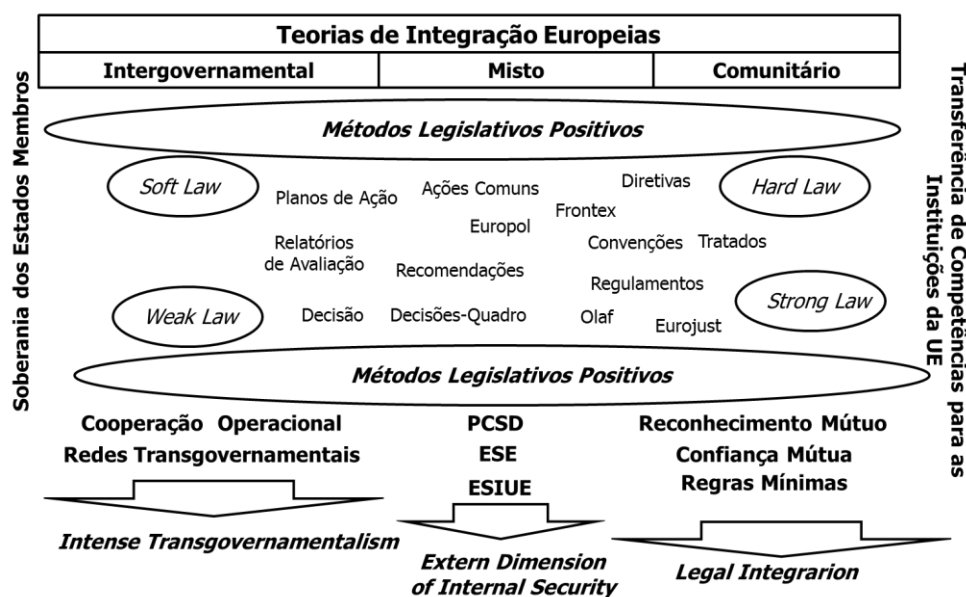 Teorias de Integração Europeias
Intergovernamental
Misto
Comunitário
Soberania dos Estados Membros
Transferência de Competências para as
Instituições da UE
Métodos Legislativos Positivos
Soft Law
Planos de Ação
Ações Comuns
Diretivas
Hard Law
Europol
Frontex
Relatórios
de Avaliação
Recomendações
Convenções
Tratados
Regulamentos
Weak Law
Decisão
Decisões-Quadro
Olaf
Eurojust
Strong Law
Métodos Legislativos Positivos
Cooperação Operacional
Redes Transgovernamentais
PCSD
ESE
ESIUE
Reconhecimento Mútuo
Confiança Mútua
Regras Mínimas
Intense Transgovernamentalism
Extern Dimension
of Internal Security
Legal Integrarion